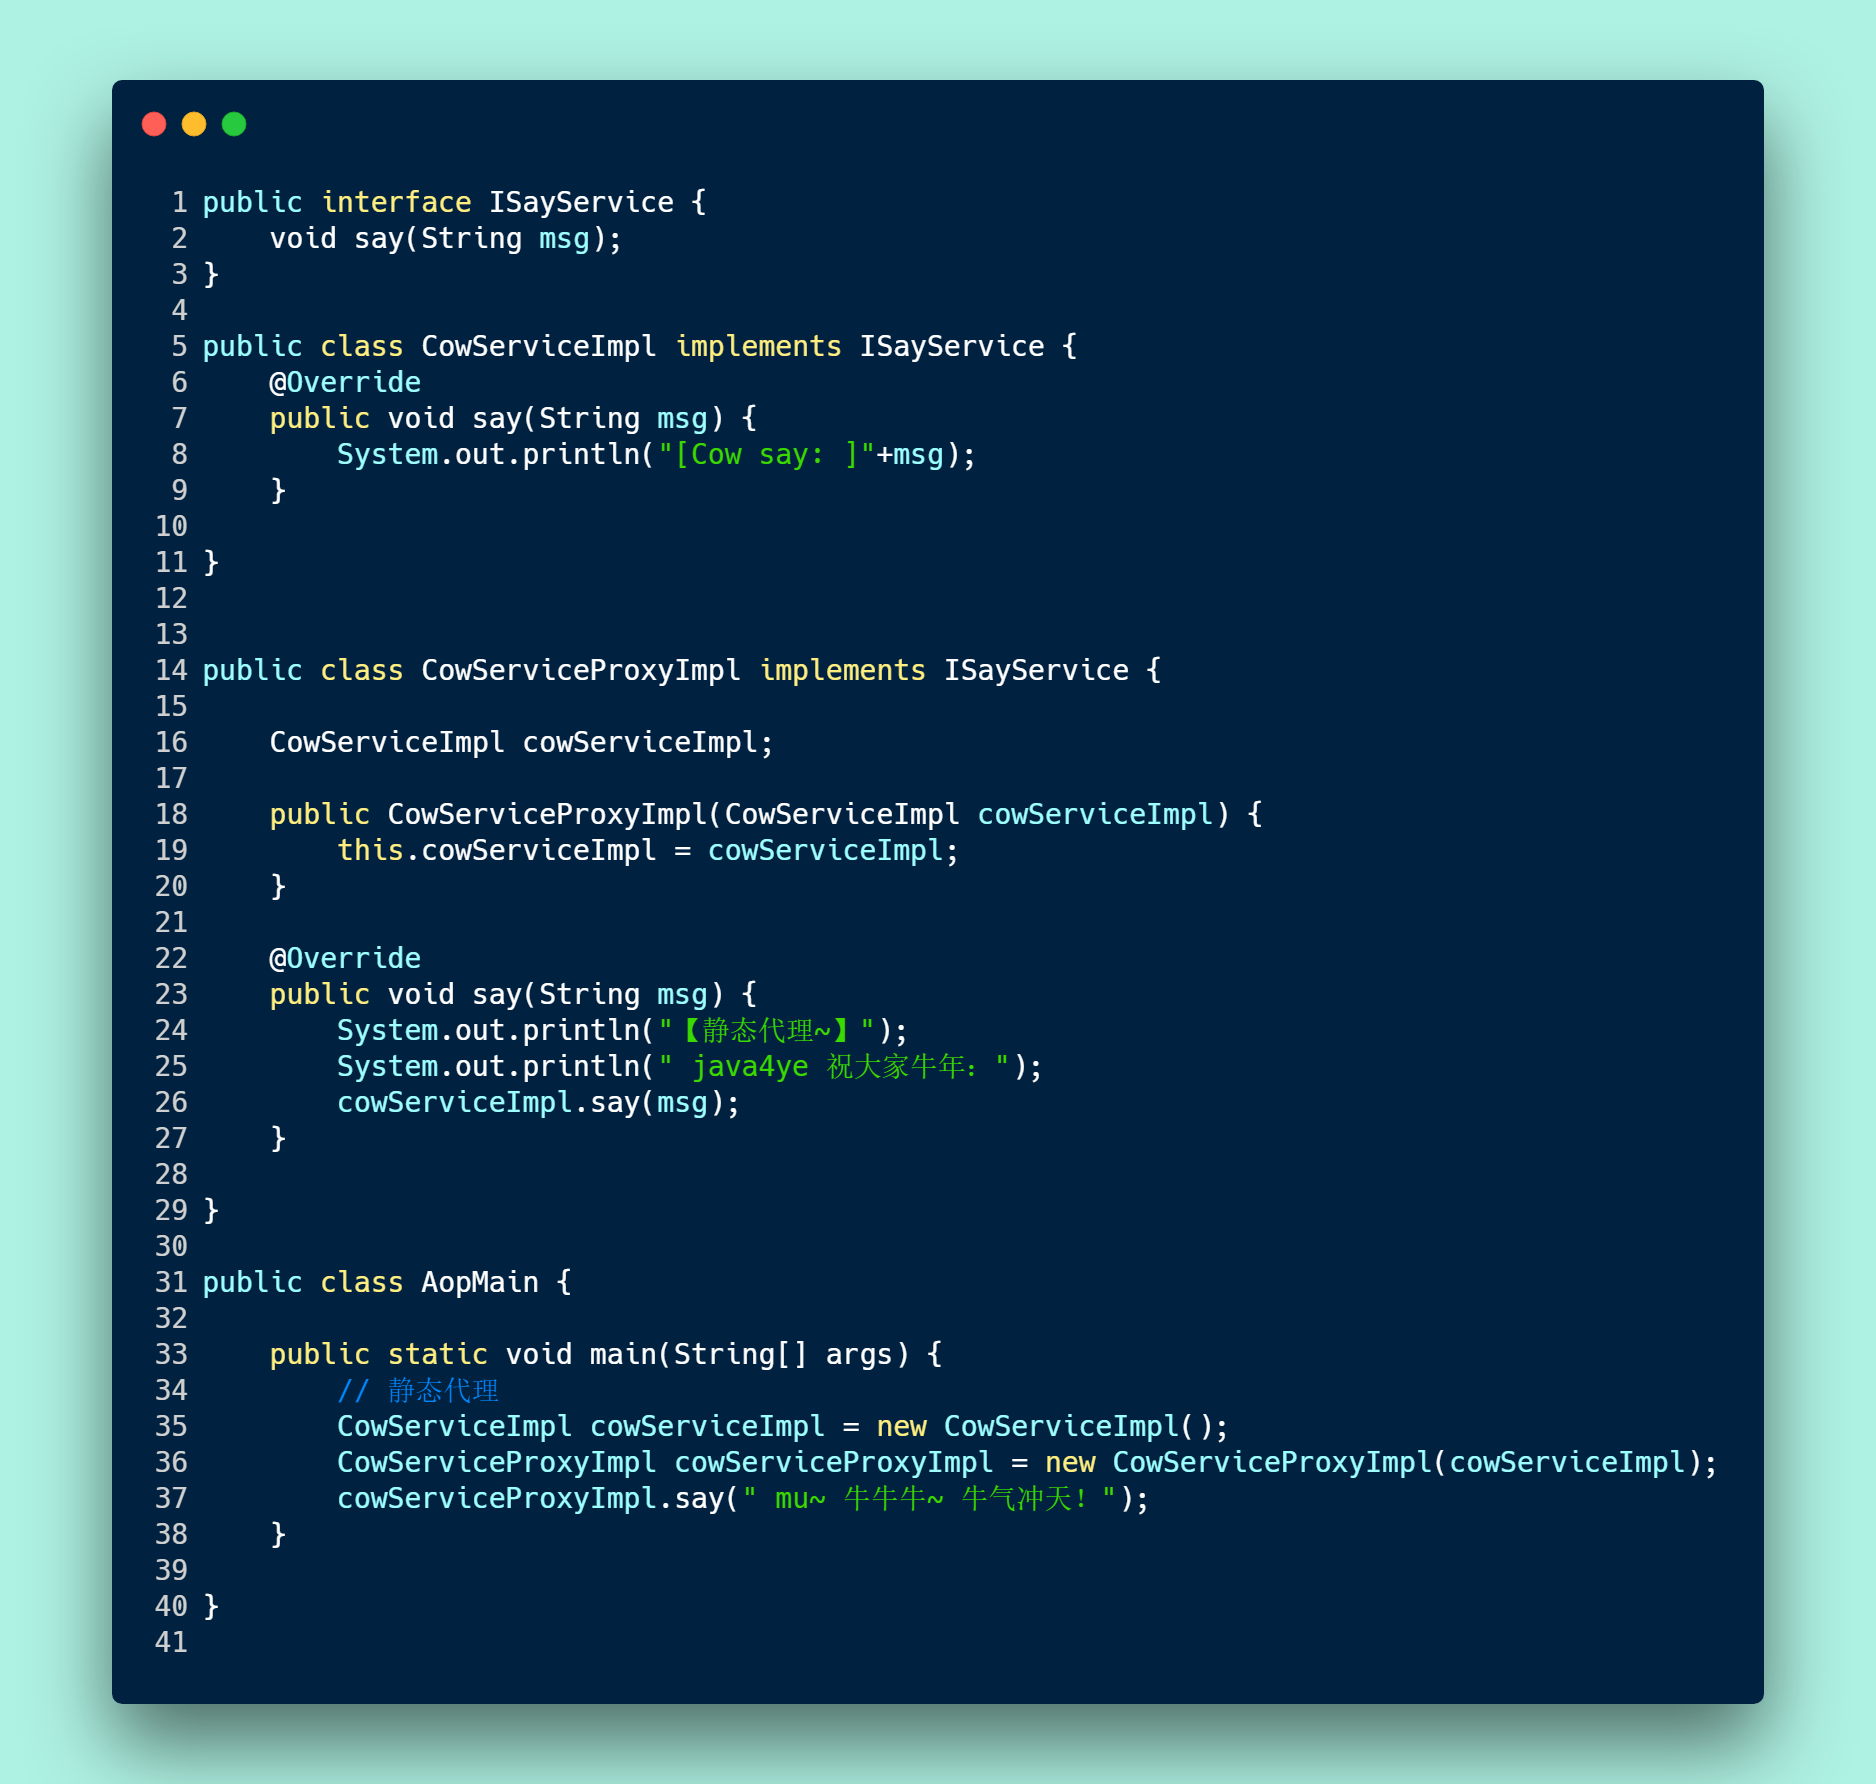 1 public interface ISayService {
2     void say(String msg);
3 }
4
5 public class CowServiceImpl implements ISayService {
6     @Override
7     public void say(String msg) {
8         System.out.println("[Cow say: ]"+msg);
9     }
10
11 }
12
13
14 public class CowServiceProxyImpl implements ISayService {
15
16     CowServiceImpl cowServiceImpl;
17
18     public CowServiceProxyImpl(CowServiceImpl cowServiceImpl) {
19         this.cowServiceImpl = cowServiceImpl;
20     }
21
22     @Override
23     public void say(String msg) {
24         System.out.println("【静态代理~】");
25         System.out.println(" java4ye 祝大家牛年：");
26         cowServiceImpl.say(msg);
27     }
28
29 }
30
31 public class AopMain {
32
33     public static void main(String[] args) {
34         // 静态代理
35         CowServiceImpl cowServiceImpl = new CowServiceImpl();
36         CowServiceProxyImpl cowServiceProxyImpl = new CowServiceProxyImpl(cowServiceImpl);
37         cowServiceProxyImpl.say(" mu~ 牛牛牛~ 牛气冲天！");
38     }
39
40 }
41